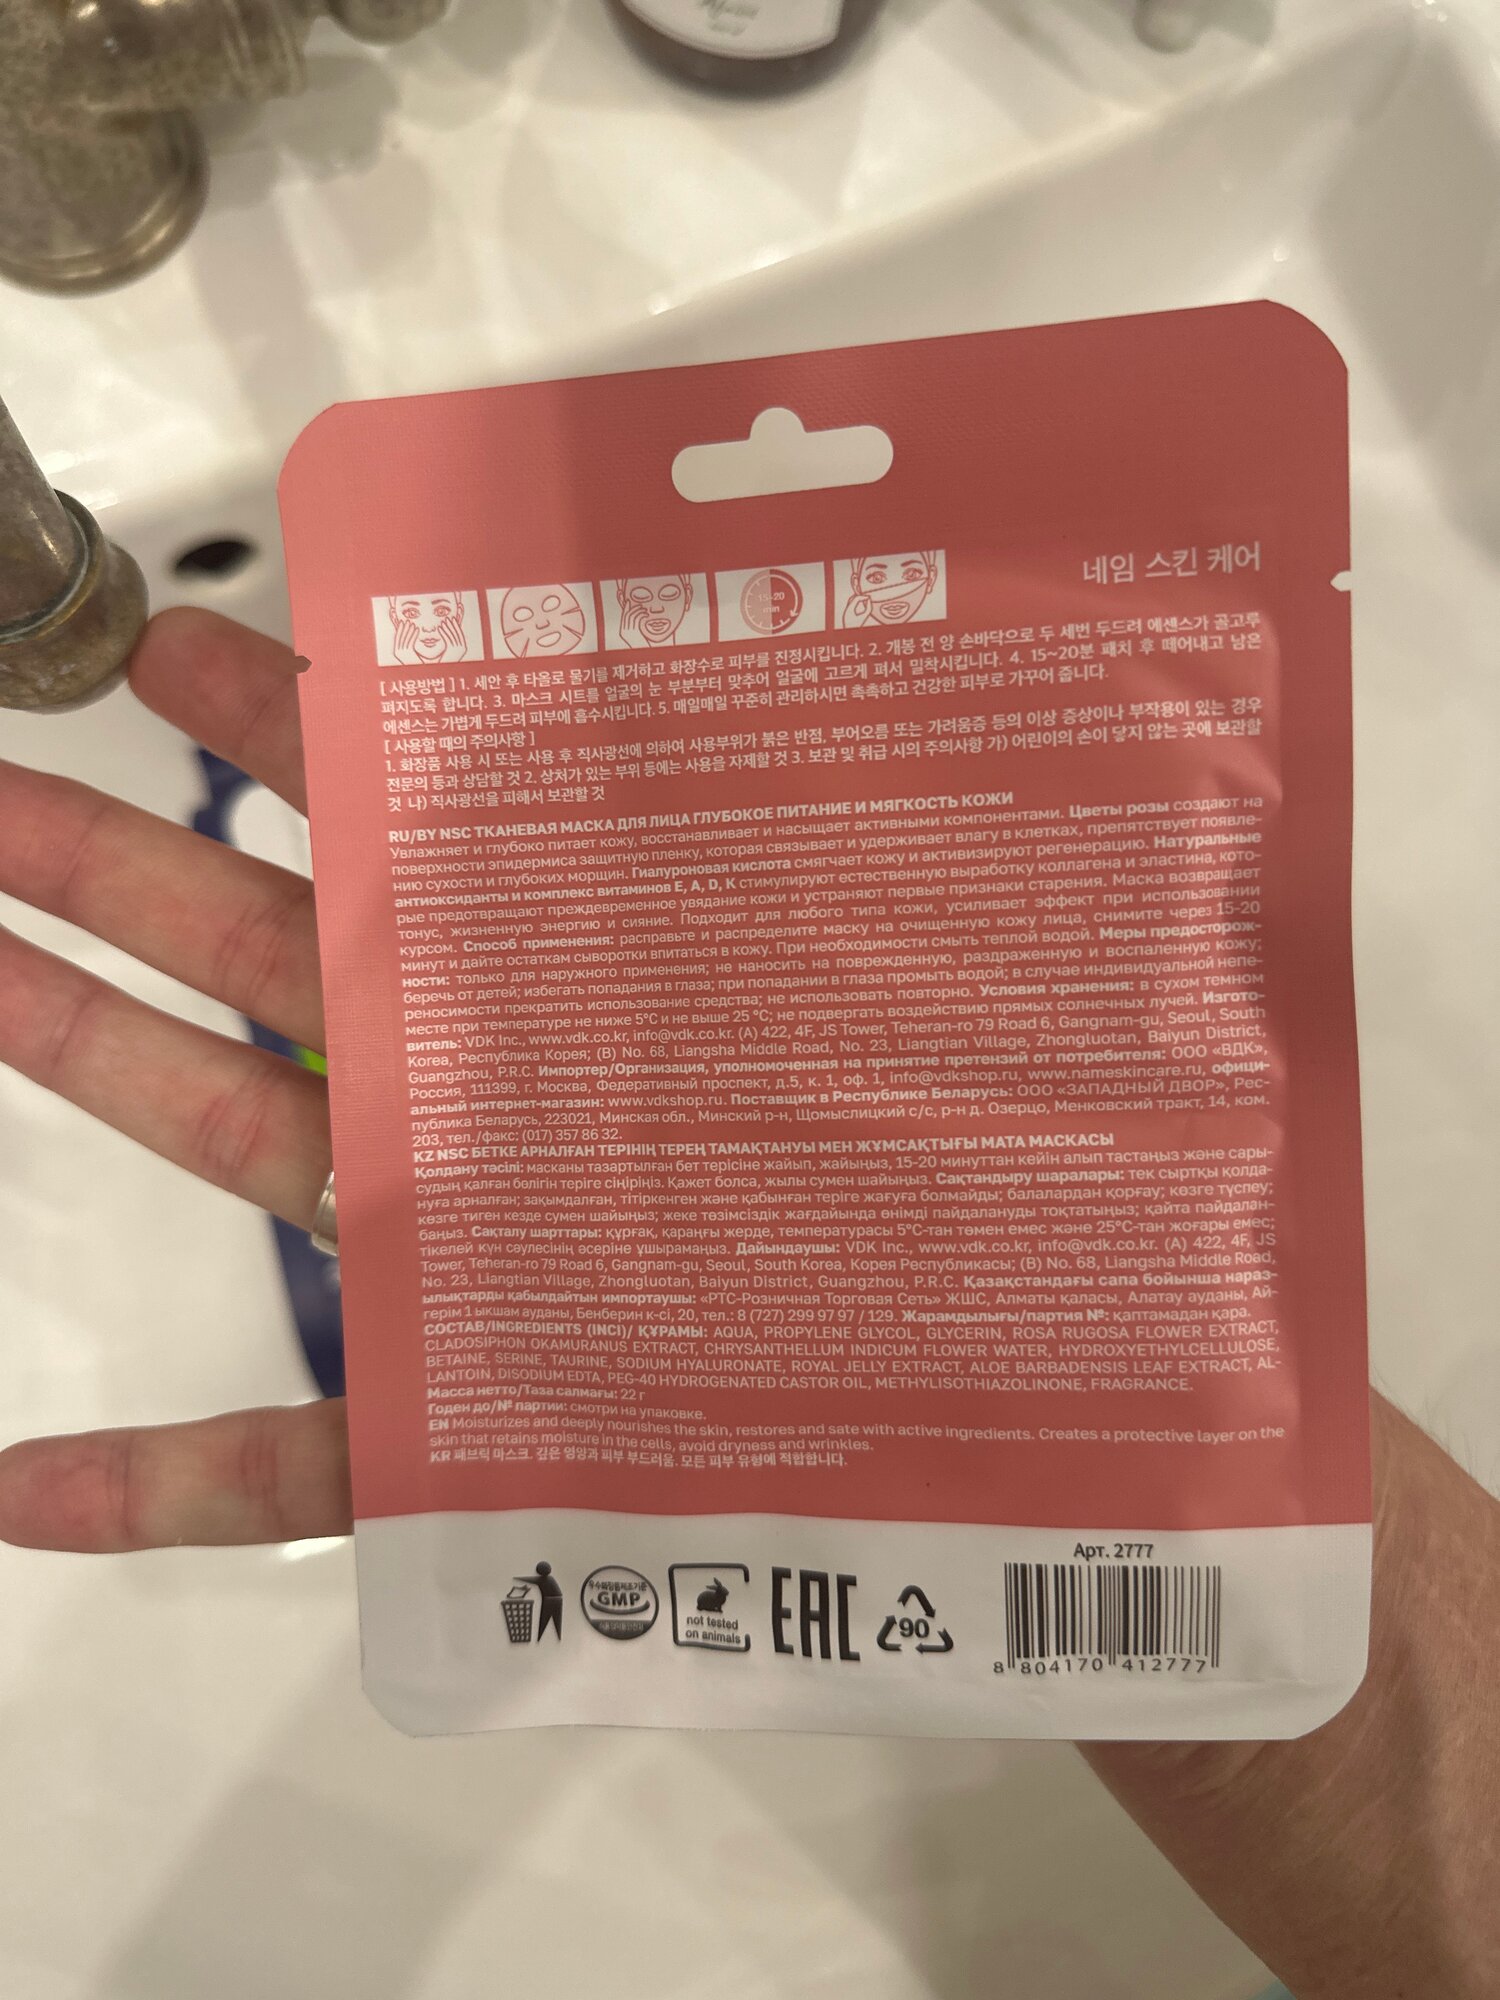 네임 스킨 케어
15-20
min
[ 사용방법 ] 1. 세안 후 타올로 물기를 제거하고 화장수로 피부를 진정시킵니다. 2. 개봉 전 양 손바닥으로 두 세번 두드려 에센스가 골고루
펴지도록 합니다. 3. 마스크 시트를 얼굴의 눈 부분부터 맞추어 얼굴에 고르게 펴서 밀착시킵니다. 4. 15~20분 패치 후 떼어내고 남은
에센스는 가볍게 두드려 피부에 흡수시킵니다. 5. 매일매일 꾸준히 관리하시면 촉촉하고 건강한 피부로 가꾸어 줍니다.
[ 사용할 때의 주의사항 ]
1. 화장품 사용 시 또는 사용 후 직사광선에 의하여 사용부위가 붉은 반점, 부어오름 또는 가려움증 등의 이상 증상이나 부작용이 있는 경우
전문의 등과 상담할 것 2. 상처가 있는 부위 등에는 사용을 자제할 것 3. 보관 및 취급 시의 주의사항 가) 어린이의 손이 닿지 않는 곳에 보관할
것 나) 직사광선을 피해서 보관할 것
RU/BY NSC ТКАНЕВАЯ МАСКА ДЛЯ ЛИЦА ГЛУБОКОЕ ПИТАНИЕ И МЯГКОСТЬ КОЖИ
Увлажняет и глубоко питает кожу, восстанавливает и насыщает активными компонентами. Цветы розы создают на
поверхности эпидермиса защитную пленку, которая связывает и удерживает влагу в клетках, препятствует появле-
нию сухости и глубоких морщин. Гиалуроновая кислота смягчает кожу и активизируют регенерацию. Натуральные
антиоксиданты и комплекс витаминов E, A, D, K стимулируют естественную выработку коллагена и эластина, кото-
рые предотвращают преждевременное увядание кожи и устраняют первые признаки старения. Маска возвращает
тонус, жизненную энергию и сияние. Подходит для любого типа кожи, усиливает эффект при использовании
курсом. Способ применения: расправьте и распределите маску на очищенную кожу лица, снимите через 15-20
минут и дайте остаткам сыворотки впитаться в кожу. При необходимости смыть теплой водой. Меры предосторож-
ности: только для наружного применения; не наносить на поврежденную, раздраженную и воспаленную кожу;
беречь от детей; избегать попадания в глаза; при попадании в глаза промыть водой; в случае индивидуальной непе-
реносимости прекратить использование средства; не использовать повторно. Условия хранения: в сухом темном
месте при температуре не ниже 5°C и не выше 25 °C; не подвергать воздействию прямых солнечных лучей. Изгото-
витель: VDK Inc., www.vdk.co.kr, info@vdk.co.kr. (A) 422, 4F, JS Tower, Teheran-ro 79 Road 6, Gangnam-gu, Seoul, South
Korea, Республика Корея; (B) No. 68, Liangsha Middle Road, No. 23, Liangtian Village, Zhongluotan, Baiyun District,
Guangzhou, P.R.C. Импортер/Организация, уполномоченная на принятие претензий от потребителя: ООО «ВДК»,
Россия, 111399, г. Москва, Федеративный проспект, д.5, к. 1, оф. 1, info@vdkshop.ru, www.nameskincare.ru, офици-
альный интернет-магазин: www.vdkshop.ru. Поставщик в Республике Беларусь: ООО «ЗАПАДНЫЙ ДВОР», Рес-
публика Беларусь, 223021, Минская обл., Минский р-н, Щомыслицкий с/с, р-н д. Озерцо, Менковский тракт, 14, ком.
203, тел./факс: (017) 357 86 32.
KZ NSC БЕТКЕ АРНАЛҒАН ТЕРІНІҢ ТЕРЕҢ ТАМАҚТАНУЫ МЕН ЖҰМСАҚТЫҒЫ МАТА МАСКАСЫ
Қолдану тәсілі: масканы тазартылған бет терісіне жайып, жайыңыз, 15-20 минуттан кейін алып тастаңыз және сары-
судың қалған бөлігін теріге сіңіріңіз. Қажет болса, жылы сумен шайыңыз. Сақтандыру шаралары: тек сыртқы қолда-
нуға арналған; зақымдалған, тітіркенген және қабынған теріге жағуға болмайды; балалардан қорғау; көзге түспеу;
көзге тиген кезде сумен шайыңыз; жеке төзімсіздік жағдайында өнімді пайдалануды тоқтатыңыз; қайта пайдалан-
баңыз. Сақталу шарттары: құрғақ, қараңғы жерде, температурасы 5°C-тан төмен емес және 25°C-тан жоғары емес;
тікелей күн сәулесінің әсеріне ұшырамаңыз. Дайындаушы: VDK Inc., www.vdk.co.kr, info@vdk.co.kr. (A) 422, 4F, JS
Tower, Teheran-ro 79 Road 6, Gangnam-gu, Seoul, South Korea, Корея Республикасы; (B) No. 68, Liangsha Middle Road,
No. 23, Liangtian Village, Zhongluotan, Baiyun District, Guangzhou, P.R.C. Қазақстандағы сапа бойынша нараз-
ылықтарды қабылдайтын импорташы: «РТС-Розничная Торговая Сеть» ЖШС, Алматы қаласы, Алатау ауданы, Ай-
герім 1 ықшам ауданы, Бенберин к-сі, 20, тел.: 8 (727) 299 97 97 / 129. Жарамдылығы/партия №: қаптамадан қара.
СОСТАВ/INGREDIENTS (INCI)/ ҚҰРАМЫ: AQUA, PROPYLENE GLYCOL, GLYCERIN, ROSA RUGOSA FLOWER EXTRACT,
CLADOSIPHON OKAMURANUS EXTRACT, CHRYSANTHELLUM INDICUM FLOWER WATER, HYDROXYETHYLCELLULOSE,
BETAINE, SERINE, TAURINE, SODIUM HYALURONATE, ROYAL JELLY EXTRACT, ALOE BARBADENSIS LEAF EXTRACT, AL-
LANTOIN, DISODIUM EDTA, PEG-40 HYDROGENATED CASTOR OIL, METHYLISOTHIAZOLINONE, FRAGRANCE.
Масса нетто/Таза салмағы: 22 г
Годен до/№ партии: смотри на упаковке.
EN Moisturizes and deeply nourishes the skin, restores and sate with active ingredients. Creates a protective layer on the
skin that retains moisture in the cells, avoid dryness and wrinkles.
KR 패브릭 마스크. 깊은 영양과 피부 부드러움. 모든 피부 유형에 적합합니다.
Арт. 2777
우수화장품제조기준
GMP
not tested
on animals
EAC
90
8 804170 412777